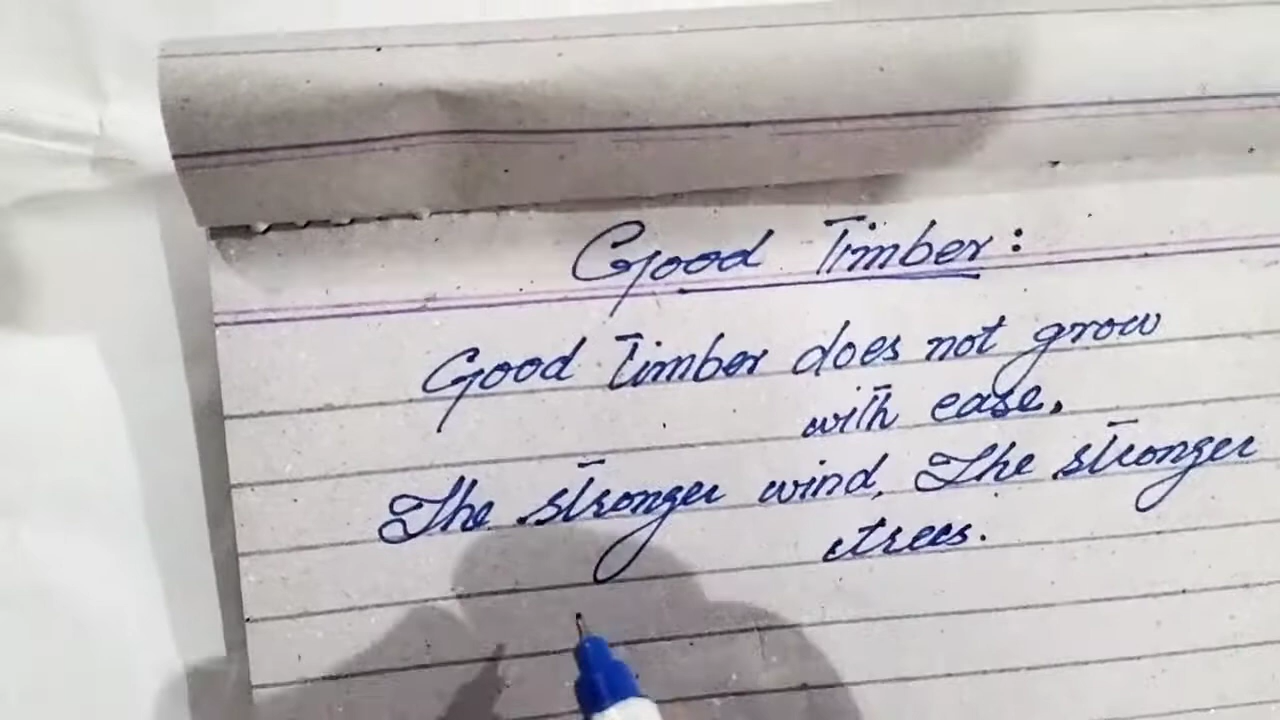 Good Timber:
Good Timber does not grow
with ease.
The stronger wind, The stronger
trees.